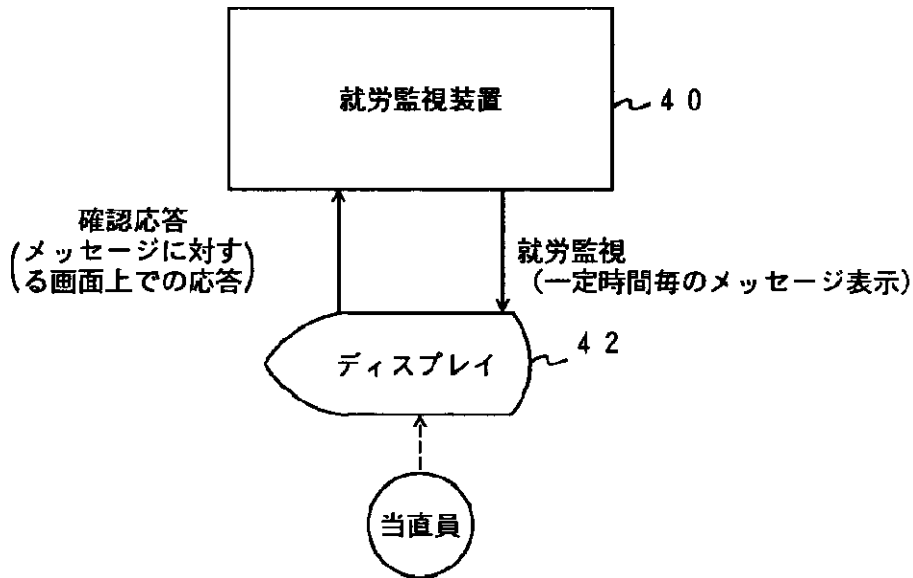 就労監視装置
40
確認応答
(メッセージに対す
る画面上での応答)
就労監視
(一定時間毎のメッセージ表示)
ディスプレイ
42
当直員